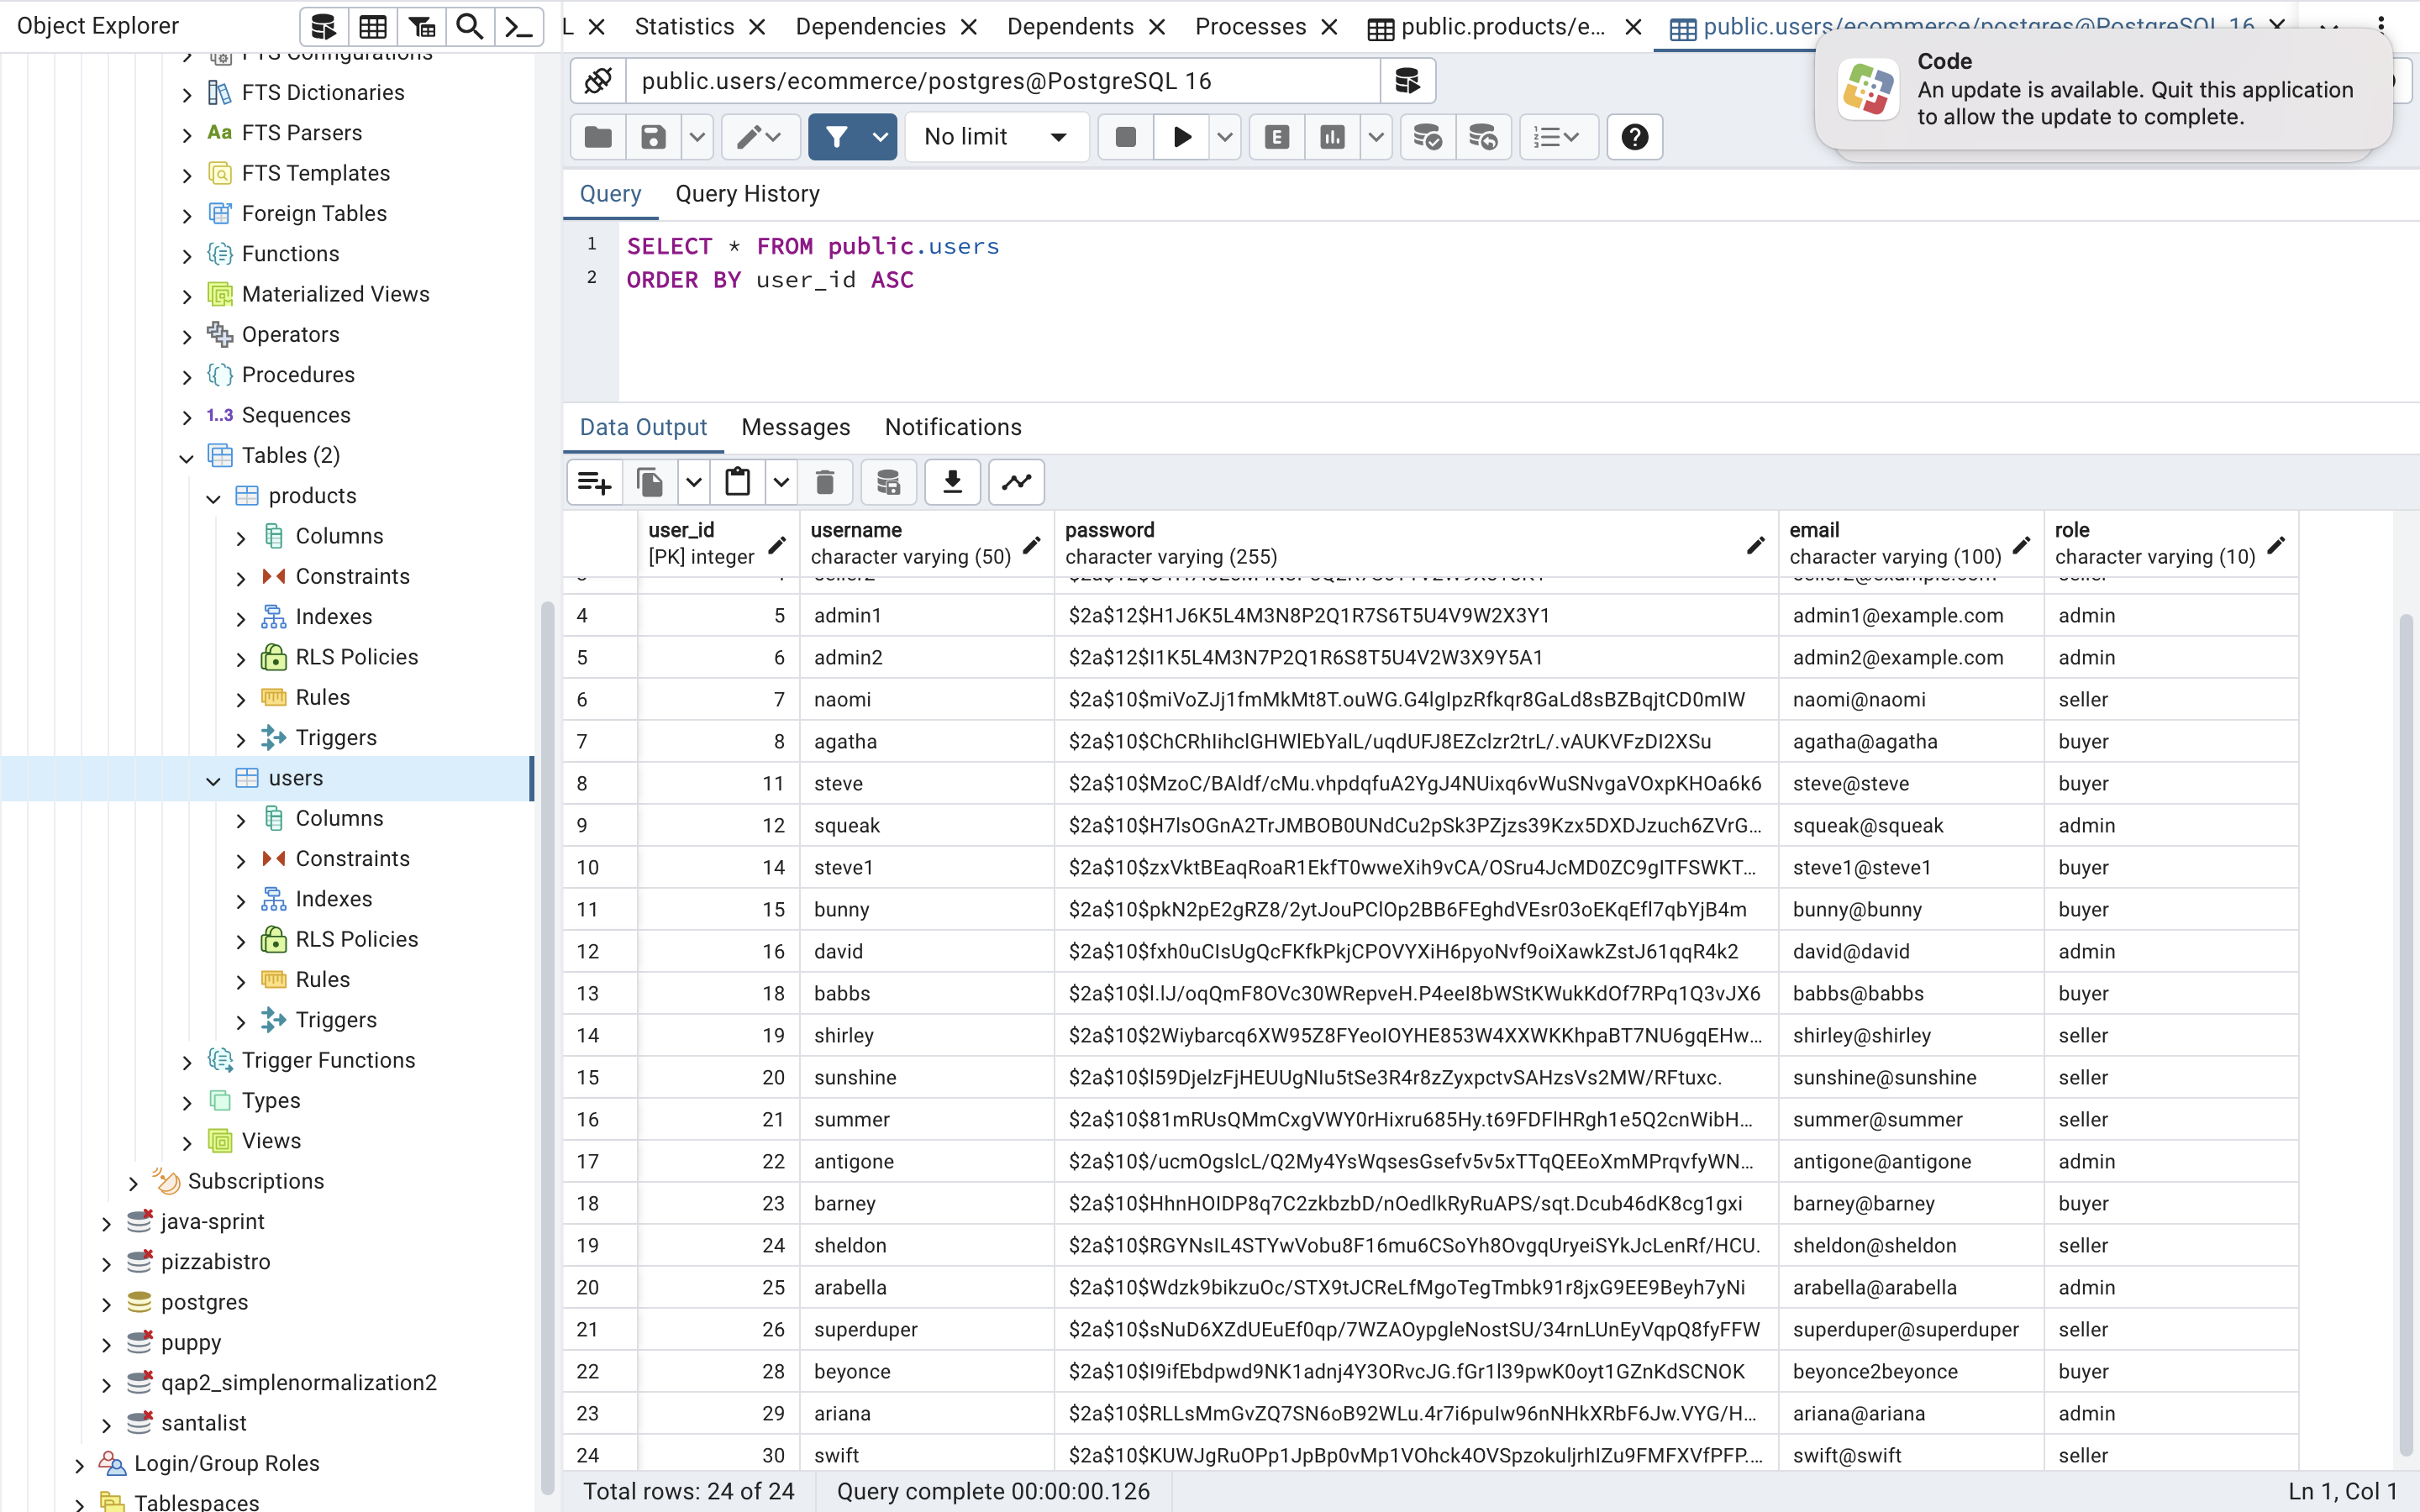 Object Explorer
L
Statistics
Dependencies
Dependents
Processes
public.products/e...
public.users/ecommerce/postgres@PostgreSQL 16
Code
An update is available. Quit this application
to allow the update to complete.
public.users/ecommerce/postgres@PostgreSQL 16
No limit
E
Query
Query History
1 SELECT * FROM public.users
2 ORDER BY user_id ASC
Data Output
Messages
Notifications
FTS Configurations
FTS Dictionaries
Aa FTS Parsers
FTS Templates
Foreign Tables
Functions
Materialized Views
Operators
Procedures
1..3 Sequences
Tables (2)
products
Columns
Constraints
Indexes
RLS Policies
Rules
Triggers
users
Columns
Constraints
Indexes
RLS Policies
Rules
Triggers
Trigger Functions
Types
Views
Subscriptions
java-sprint
pizzabistro
postgres
puppy
qap2_simplenormalization2
santalist
Login/Group Roles
Tablespaces
user_id [PK] integer
username character varying (50)
password character varying (255)
email character varying (100)
role character varying (10)
4 5 admin1 $2a$12$H1J6K5L4M3N8P2Q1R7S6T5U4V9W2X3Y1 admin1@example.com admin
5 6 admin2 $2a$12$I1K5L4M3N7P2Q1R6S8T5U4V2W3X9Y5A1 admin2@example.com admin
6 7 naomi $2a$10$miVoZJj1fmMkMt8T.ouWG.G4lgIpzRfkqr8GaLd8sBZBqjtCD0mIW naomi@naomi seller
7 8 agatha $2a$10$ChCRhIihclGHWlEbYalL/uqdUFJ8EZclzr2trL/.vAUKVFzDI2XSu agatha@agatha buyer
8 11 steve $2a$10$MzoC/BAldf/cMu.vhpdqfuA2YgJ4NUixq6vWuSNvgaVOxpKHOa6k6 steve@steve buyer
9 12 squeak $2a$10$H7lsOGnA2TrJMBOB0UNdCu2pSk3PZjzs39Kzx5DXDJzuch6ZVrG... squeak@squeak admin
10 14 steve1 $2a$10$zxVktBEaqRoaR1EkfT0wweXih9vCA/OSru4JcMD0ZC9gITFSWKT... steve1@steve1 buyer
11 15 bunny $2a$10$pkN2pE2gRZ8/2ytJouPClOp2BB6FEghdVEsr03oEKqEfl7qbYjB4m bunny@bunny buyer
12 16 david $2a$10$fxh0uCIsUgQcFKfkPkjCPOVYXiH6pyoNvf9oiXawkZstJ61qqR4k2 david@david admin
13 18 babbs $2a$10$l.lJ/oqQmF8OVc30WRepveH.P4eeI8bWStKWukKdOf7RPq1Q3vJX6 babbs@babbs buyer
14 19 shirley $2a$10$2Wiybarcq6XW95Z8FYeoIOYHE853W4XXWKKhpaBT7NU6gqEHw... shirley@shirley seller
15 20 sunshine $2a$10$l59DjelzFjHEUUgNIu5tSe3R4r8zZyxpctvSAHzsVs2MW/RFtuxc. sunshine@sunshine seller
16 21 summer $2a$10$81mRUsQMmCxgVWY0rHixru685Hy.t69FDFlHRgh1e5Q2cnWibH... summer@summer seller
17 22 antigone $2a$10$/ucmOgslcL/Q2My4YsWqsesGsefv5v5xTTqQEEoXmMPrqvfyWN... antigone@antigone admin
18 23 barney $2a$10$HhnHOIDP8q7C2zkbzbD/nOedlkRyRuAPS/sqt.Dcub46dK8cg1gxi barney@barney buyer
19 24 sheldon $2a$10$RGYNsIL4STYwVobu8F16mu6CSoYh8OvgqUryeiSYkJcLenRf/HCU. sheldon@sheldon seller
20 25 arabella $2a$10$Wdzk9bikzuOc/STX9tJCReLfMgoTegTmbk91r8jxG9EE9Beyh7yNi arabella@arabella admin
21 26 superduper $2a$10$sNuD6XZdUEuEf0qp/7WZAOypgleNostSU/34rnLUnEyVqpQ8fyFFW superduper@superduper seller
22 28 beyonce $2a$10$I9ifEbdpwd9NK1adnj4Y3ORvcJG.fGr1l39pwK0oyt1GZnKdSCNOK beyonce2beyonce buyer
23 29 ariana $2a$10$RLLsMmGvZQ7SN6oB92WLu.4r7i6puIw96nNHkXRbF6Jw.VYG/H... ariana@ariana admin
24 30 swift $2a$10$KUWJgRuOPp1JpBp0vMp1VOhck4OVSpzokuljrhIZu9FMFXVfPFP.... swift@swift seller
Total rows: 24 of 24
Query complete 00:00:00.126
Ln 1, Col 1